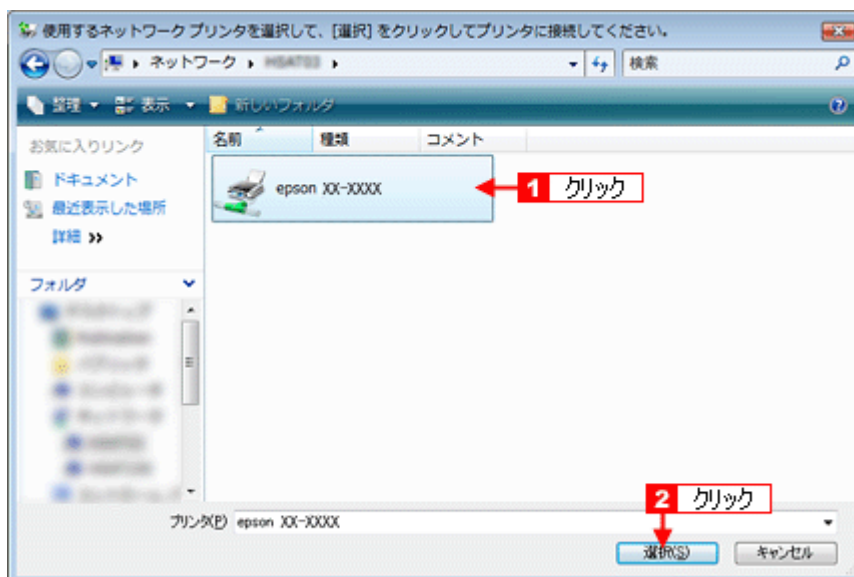 使用するネットワーク プリンタを選択して、[選択] をクリックしてプリンタに接続してください。
ネットワーク
検索
整理 表示 新しいフォルダ
お気に入りリンク
ドキュメント
最近表示した場所
詳細 »
フォルダ
名前 種類 コメント
epson XX-XXXX
1 クリック
2 クリック
プリンタ(P) epson XX-XXXX
選択(S) キャンセル